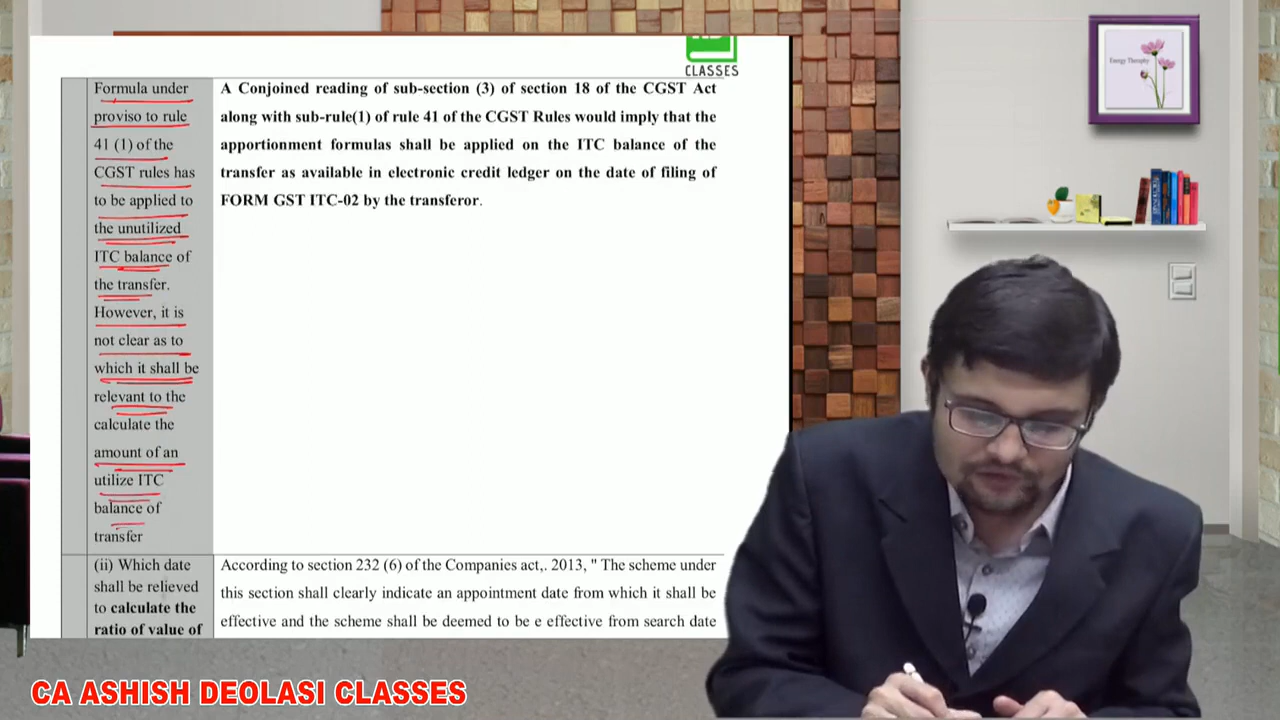 CLASSES
Formula under
proviso to rule
41 (1) of the
CGST rules has
to be applied to
the unutilized
ITC balance of
the transfer.
However, it is
not clear as to
which it shall be
relevant to the
calculate the
amount of an
utilize ITC
balance of
transfer
A Conjoined reading of sub-section (3) of section 18 of the CGST Act
along with sub-rule(1) of rule 41 of the CGST Rules would imply that the
apportionment formulas shall be applied on the ITC balance of the
transfer as available in electronic credit ledger on the date of filing of
FORM GST ITC-02 by the transferor.
(ii) Which date
shall be relieved
to calculate the
ratio of value of
According to section 232 (6) of the Companies act,. 2013, " The scheme under
this section shall clearly indicate an appointment date from which it shall be
effective and the scheme shall be deemed to be e effective from search date
Energy Theraphy
CA ASHISH DEOLASI CLASSES